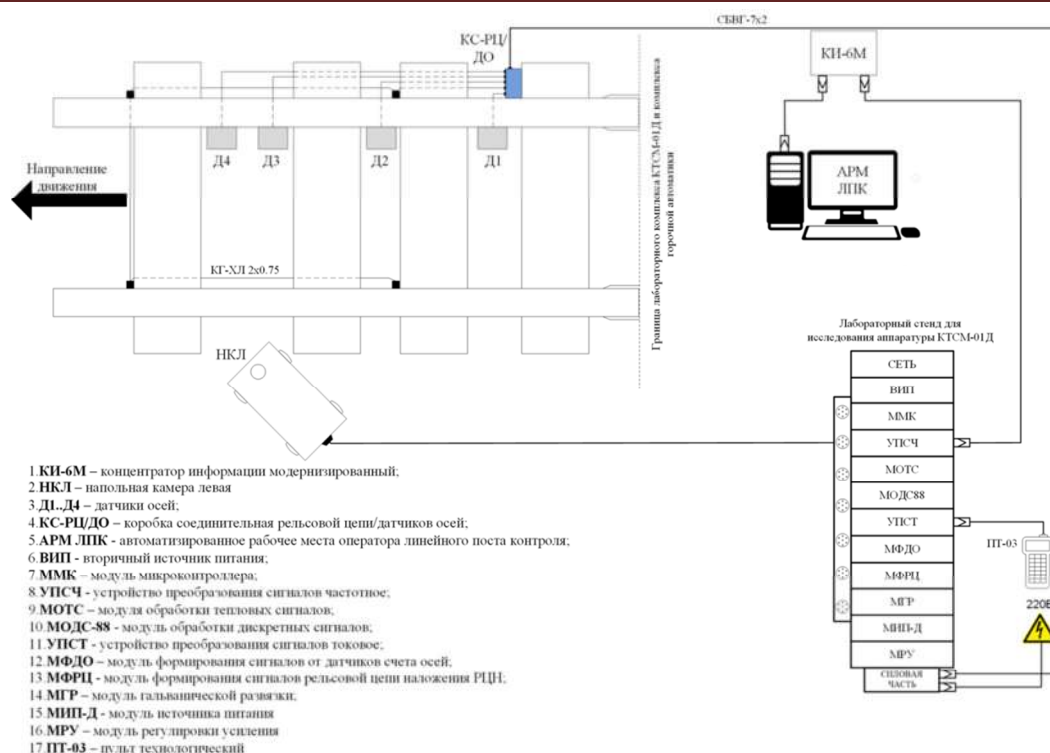 СБВГ-7х2
КС-РЦ/
ДО
КИ-6М
Д4
Д3
Д2
Д1
Направление
движения
АРМ
ЛПК
КГ-ХЛ 2х0.75
Граница лабораторного комплекса КТСМ-01Д и комплекса
горочной автоматики
НКЛ
Лабораторный стенд для
исследования аппаратуры КТСМ-01Д
СЕТЬ
ВИП
ММК
УПСЧ
МОТС
МОДС88
УПСТ
МФДО
МФРЦ
МГР
МИП-Д
МРУ
СИЛОВАЯ
ЧАСТЬ
ПТ-03
220В
1.КИ-6М – концентратор информации модернизированный;
2.НКЛ – напольная камера левая
3.Д1..Д4 – датчики осей;
4.КС-РЦ/ДО – коробка соединительная рельсовой цепи/датчиков осей;
5.АРМ ЛПК - автоматизированное рабочее места оператора линейного поста контроля;
6.ВИП - вторичный источник питания;
7.ММК – модуль микроконтроллера;
8.УПСЧ – устройство преобразования сигналов частотное;
9.МОТС – модуля обработки тепловых сигналов;
10.МОДС-88 - модуль обработки дискретных сигналов;
11.УПСТ - устройство преобразования сигналов токовое;
12.МФДО – модуль формирования сигналов от датчиков счета осей;
13.МФРЦ - модуль формирования сигналов рельсовой цепи наложения РЦН;
14.МГР – модуль гальванической развязки;
15.МИП-Д - модуль источника питания
16.МРУ – модуль регулировки усиления
17.ПТ-03 – пульт технологический